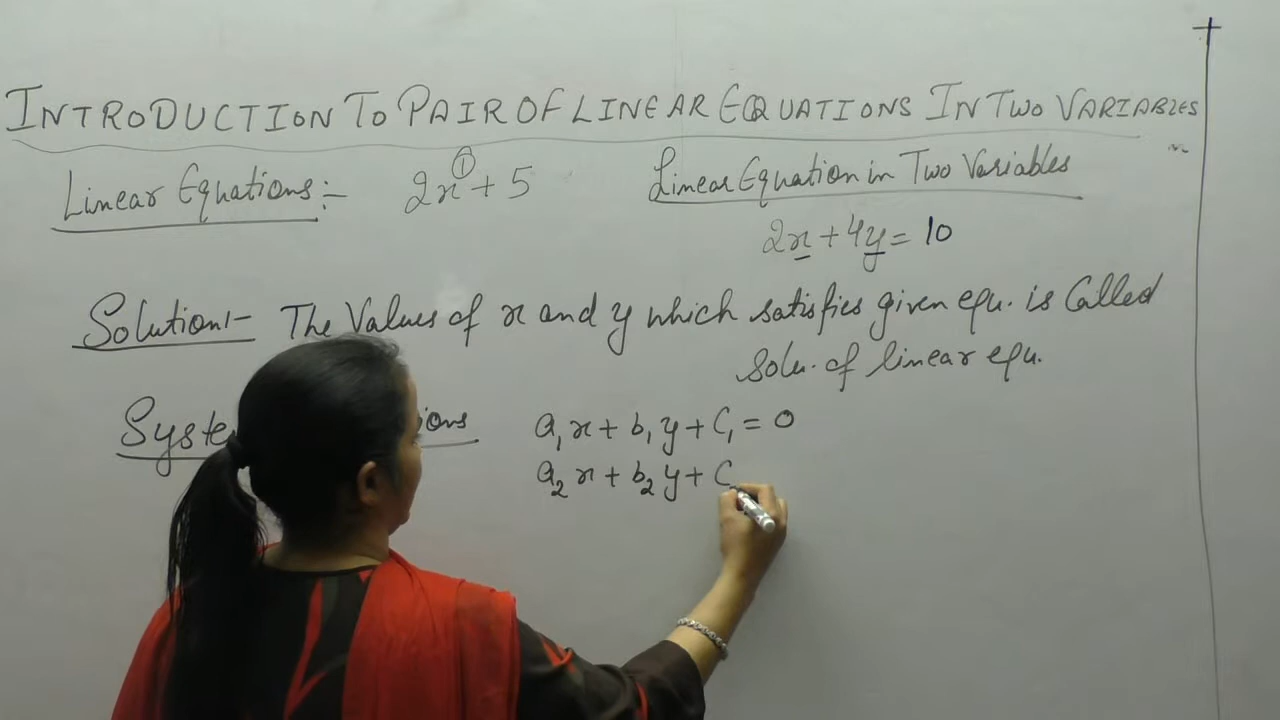 INTRODUCTION TO PAIR OF LINEAR EQUATIONS IN TWO VARIABLES
Linear Equations:- 2x^① + 5
Linear Equation in Two Variables
2x + 4y = 10
Solution:- The Values of x and y which satisfies given equ. is Called
Solu. of linear equ.
a₁x + b₁y + C₁ = 0
a₂x + b₂y + C